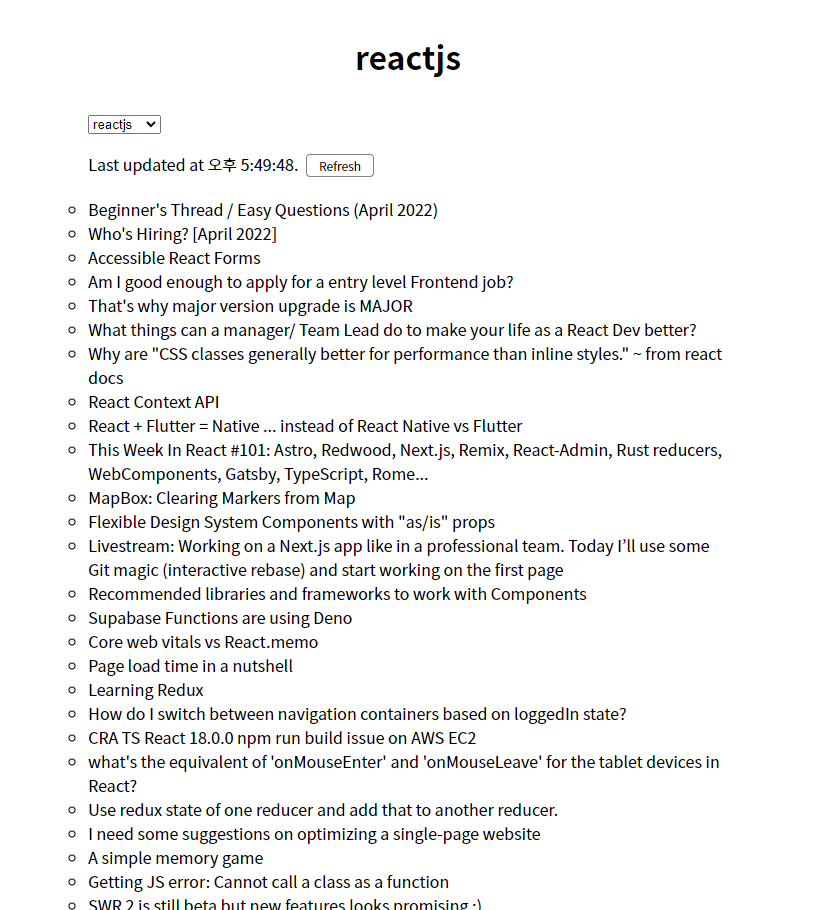 reactjs
reactjs
Last updated at 오후 5:49:48. Refresh
Beginner's Thread / Easy Questions (April 2022)
Who's Hiring? [April 2022]
Accessible React Forms
Am I good enough to apply for a entry level Frontend job?
That's why major version upgrade is MAJOR
What things can a manager/ Team Lead do to make your life as a React Dev better?
Why are "CSS classes generally better for performance than inline styles." ~ from react
docs
React Context API
React + Flutter = Native ... instead of React Native vs Flutter
This Week In React #101: Astro, Redwood, Next.js, Remix, React-Admin, Rust reducers,
WebComponents, Gatsby, TypeScript, Rome...
MapBox: Clearing Markers from Map
Flexible Design System Components with "as/is" props
Livestream: Working on a Next.js app like in a professional team. Today I’ll use some
Git magic (interactive rebase) and start working on the first page
Recommended libraries and frameworks to work with Components
Supabase Functions are using Deno
Core web vitals vs React.memo
Page load time in a nutshell
Learning Redux
How do I switch between navigation containers based on loggedIn state?
CRA TS React 18.0.0 npm run build issue on AWS EC2
what's the equivalent of 'onMouseEnter' and 'onMouseLeave' for the tablet devices in
React?
Use redux state of one reducer and add that to another reducer.
I need some suggestions on optimizing a single-page website
A simple memory game
Getting JS error: Cannot call a class as a function
SWR 2 is still beta but new features looks promising :)